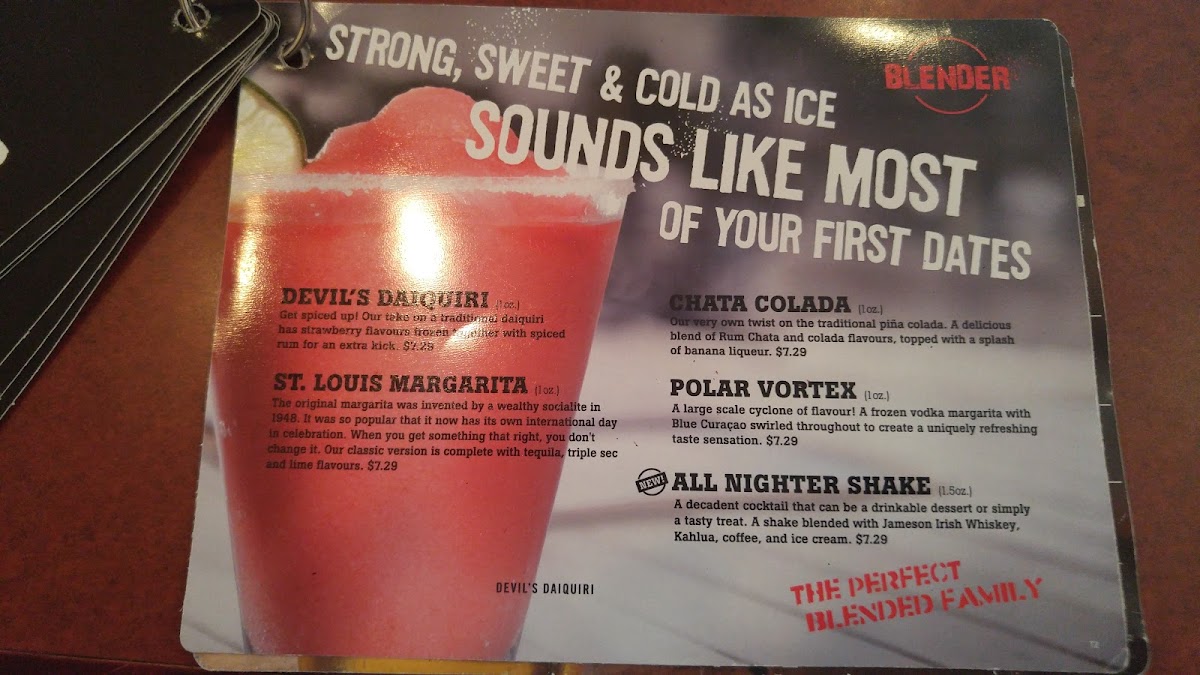 STRONG, SWEET & COLD AS ICE
SOUNDS LIKE MOST
OF YOUR FIRST DATES
BLENDER
DEVIL'S DAIQUIRI (1oz.)
Get spiced up! Our take on a traditional daiquiri
has strawberry flavours frozen together with spiced
rum for an extra kick. $7.29
ST. LOUIS MARGARITA (1oz.)
The original margarita was invented by a wealthy socialite in
1948. It was so popular that it now has its own international day
in celebration. When you get something that right, you don't
change it. Our classic version is complete with tequila, triple sec
and lime flavours. $7.29
CHATA COLADA (1oz.)
Our very own twist on the traditional piña colada. A delicious
blend of Rum Chata and colada flavours, topped with a splash
of banana liqueur. $7.29
POLAR VORTEX (1oz.)
A large scale cyclone of flavour! A frozen vodka margarita with
Blue Curaçao swirled throughout to create a uniquely refreshing
taste sensation. $7.29
NEW! ALL NIGHTER SHAKE (1.5oz.)
A decadent cocktail that can be a drinkable dessert or simply
a tasty treat. A shake blended with Jameson Irish Whiskey,
Kahlua, coffee, and ice cream. $7.29
DEVIL'S DAIQUIRI
THE PERFECT
BLENDED FAMILY